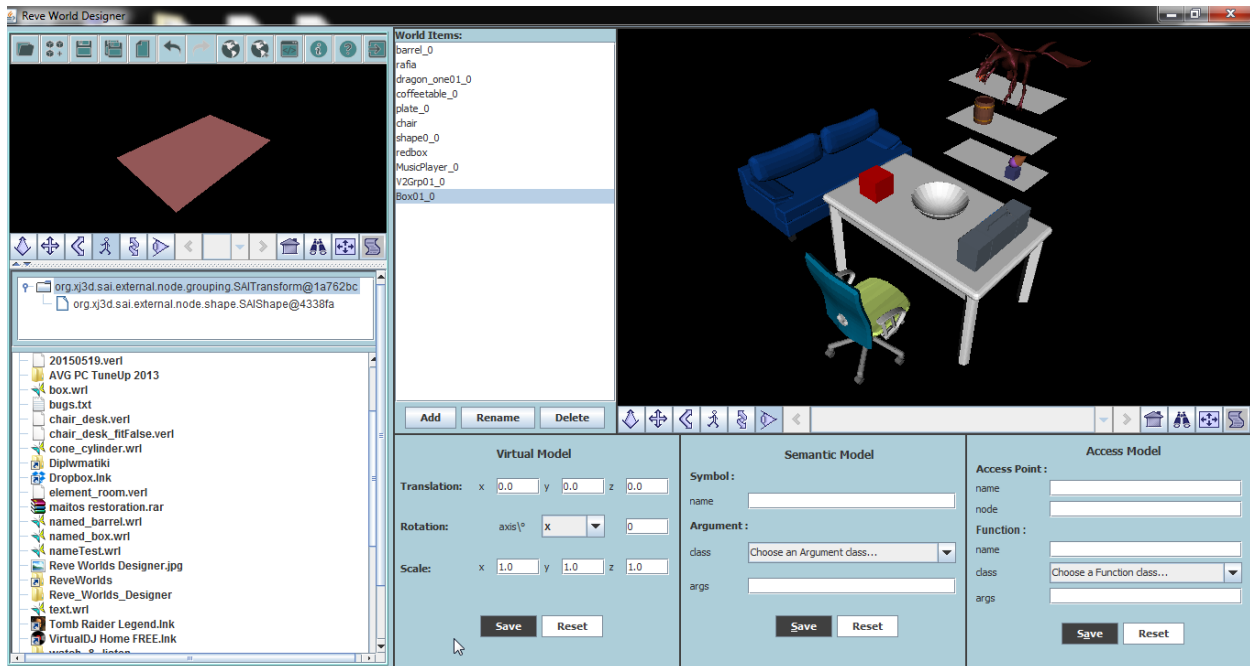 Reve World Designer
World Items:
barrel_0
rafia
dragon_one01_0
coffeetable_0
plate_0
chair
shape0_0
redbox
MusicPlayer_0
V2Grp01_0
Box01_0
org.xj3d.sai.external.node.grouping.SAITransform@1a762bc
org.xj3d.sai.external.node.shape.SAIShape@4338fa
20150519.verl
AVG PC TuneUp 2013
box.wrl
bugs.txt
chair_desk.verl
chair_desk_fitFalse.verl
cone_cylinder.wrl
Diplwmatiki
Dropbox.lnk
element_room.verl
maitos restoration.rar
named_barrel.wrl
named_box.wrl
nameTest.wrl
Reve Worlds Designer.jpg
ReveWorlds
Reve_Worlds_Designer
text.wrl
Tomb Raider Legend.lnk
VirtualDJ Home FREE.lnk
watch_&_listen
Add Rename Delete
Virtual Model
Translation: x 0.0 y 0.0 z 0.0
Rotation: axis\° x 0
Scale: x 1.0 y 1.0 z 1.0
Save Reset
Semantic Model
Symbol :
name
Argument :
class Choose an Argument class...
args
Save Reset
Access Model
Access Point :
name
node
Function :
name
class Choose a Function class...
args
Save Reset